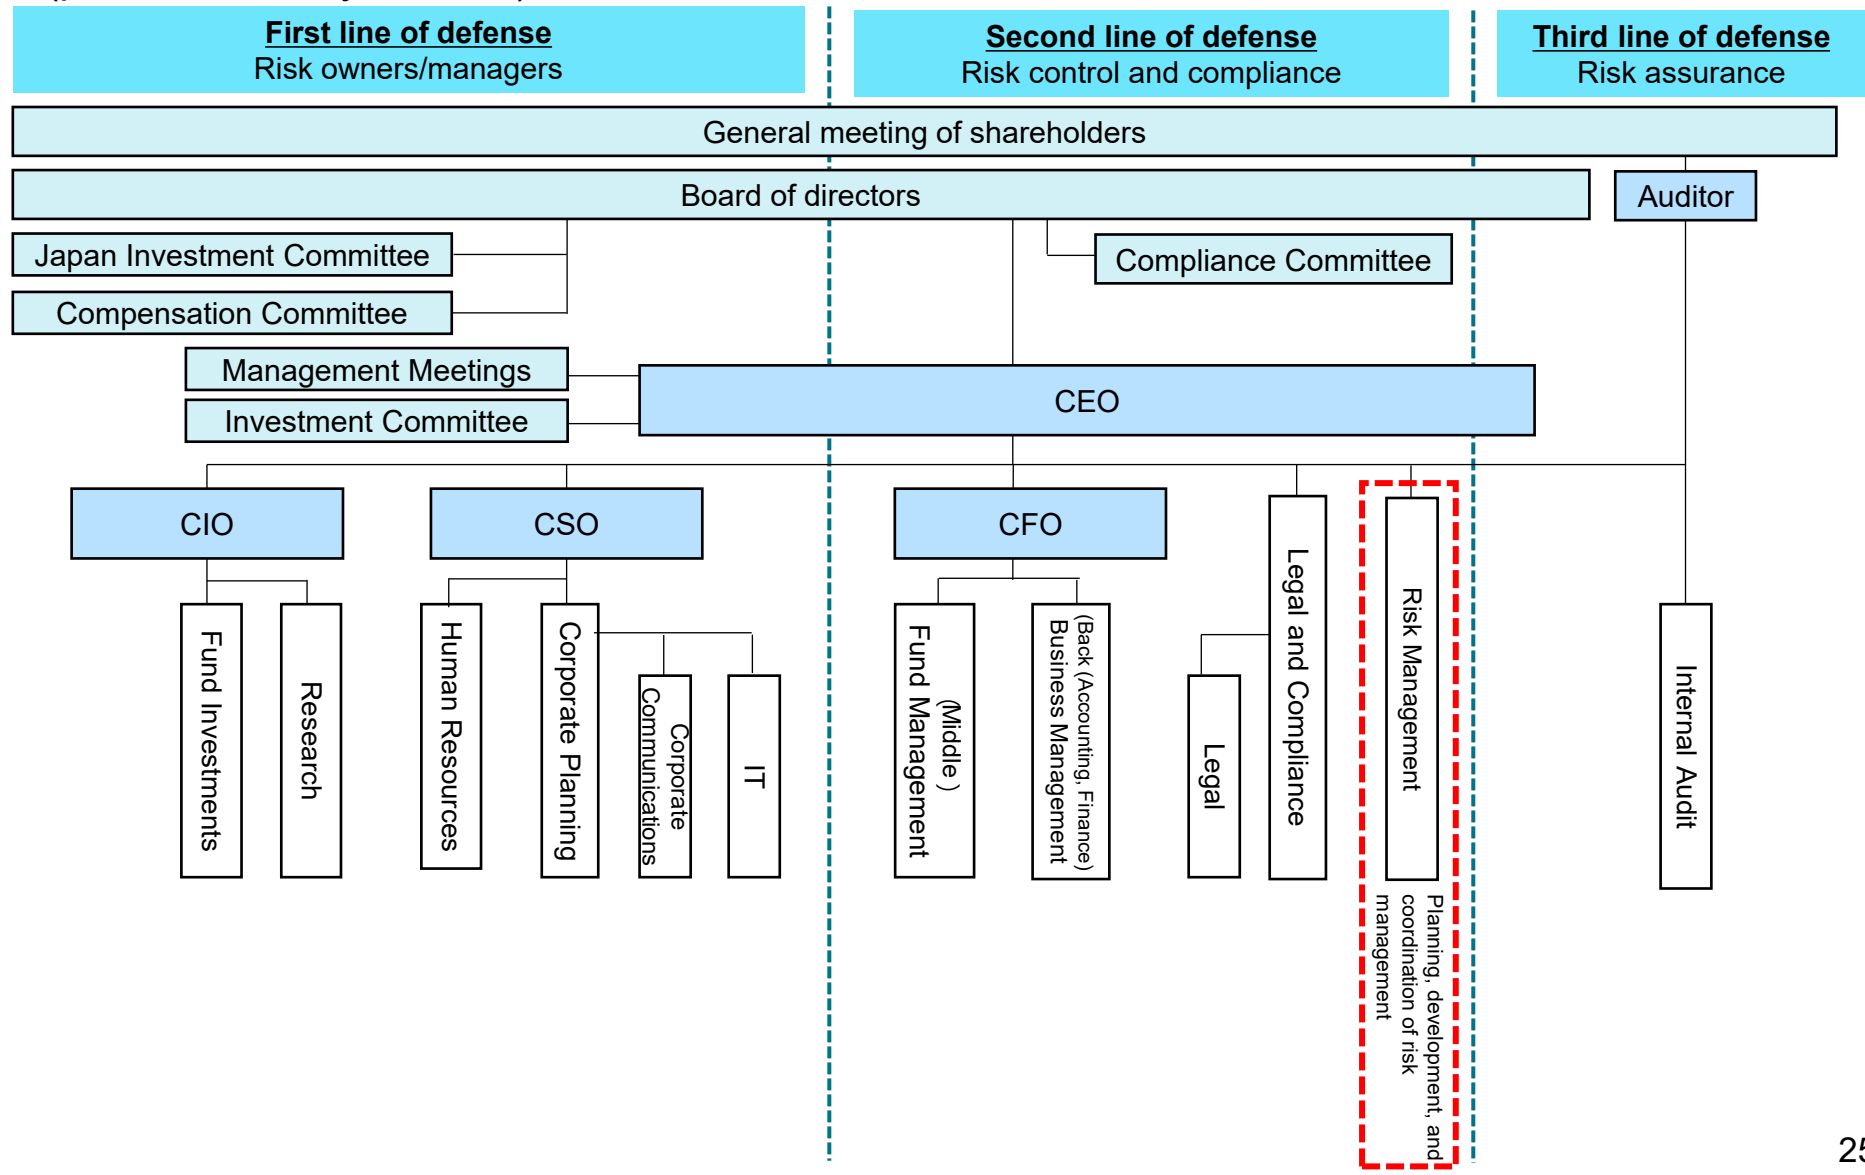 First line of defense
Risk owners/managers
Second line of defense
Risk control and compliance
Third line of defense
Risk assurance
General meeting of shareholders
Board of directors
Auditor
Japan Investment Committee
Compliance Committee
Compensation Committee
Management Meetings
CEO
Investment Committee
CIO
CSO
CFO
Fund Investments
Research
Human Resources
Corporate Planning
Corporate
Communications
IT
(Middle )
Fund Management
(Back (Accounting, Finance)
Business Management
Legal
Legal and Compliance
Risk Management
Planning, development, and
coordination of risk
management
Internal Audit
25